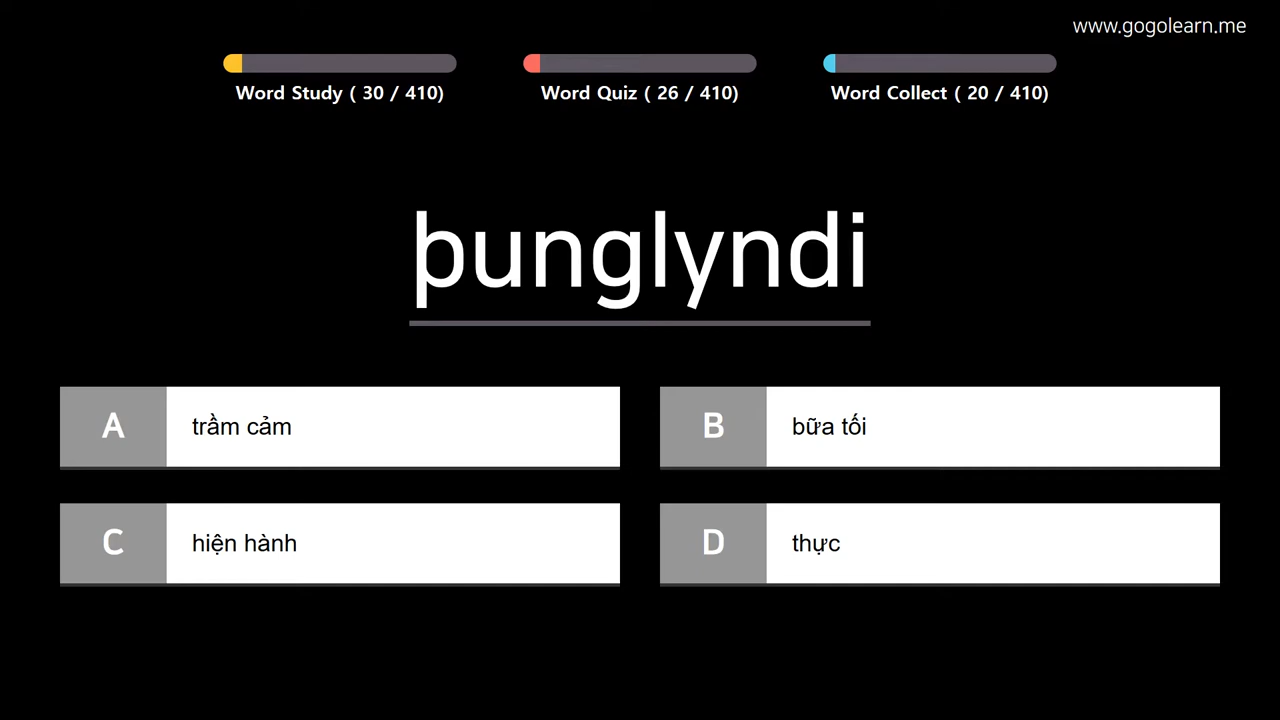 www.gogolearn.me
Word Study ( 30 / 410)
Word Quiz ( 26 / 410)
Word Collect ( 20 / 410)
þunglyndi
A trầm cảm
B bữa tối
C hiện hành
D thực